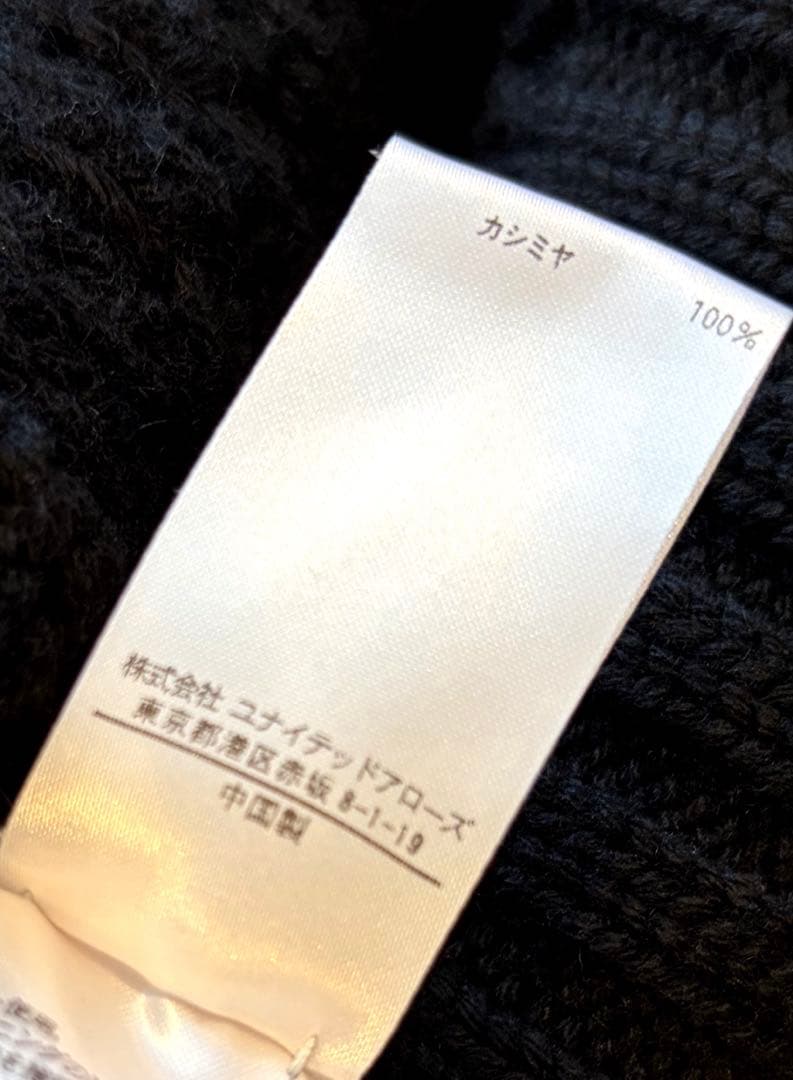 カシミヤ
100%
株式会社 ユナイテッドアローズ
東京都港区赤坂 8-1-19
中国製